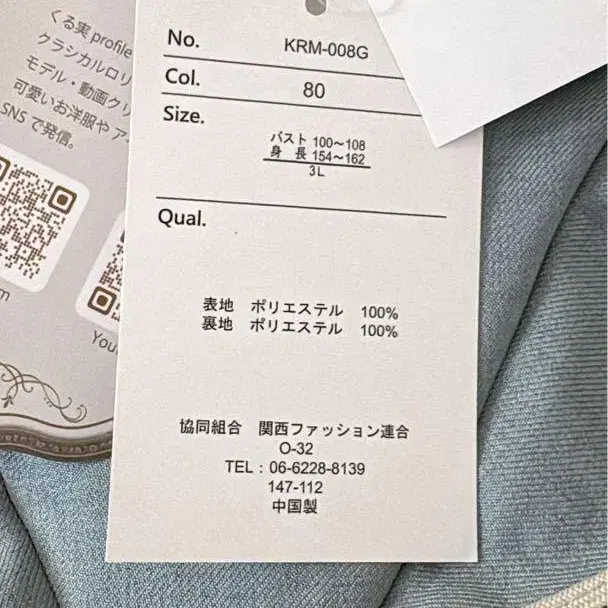 くる実 profile
クラシカルロリ
モデル・動画クリ
可愛いお洋服や ア
SNS で発信。
You
No. KRM-008G
Col. 80
Size.
バスト 100〜108
身 長 154〜162
3L
Qual.
表地 ポリエステル 100%
裏地 ポリエステル 100%
協同組合 関西ファッション連合
O-32
TEL：06-6228-8139
147-112
中国製